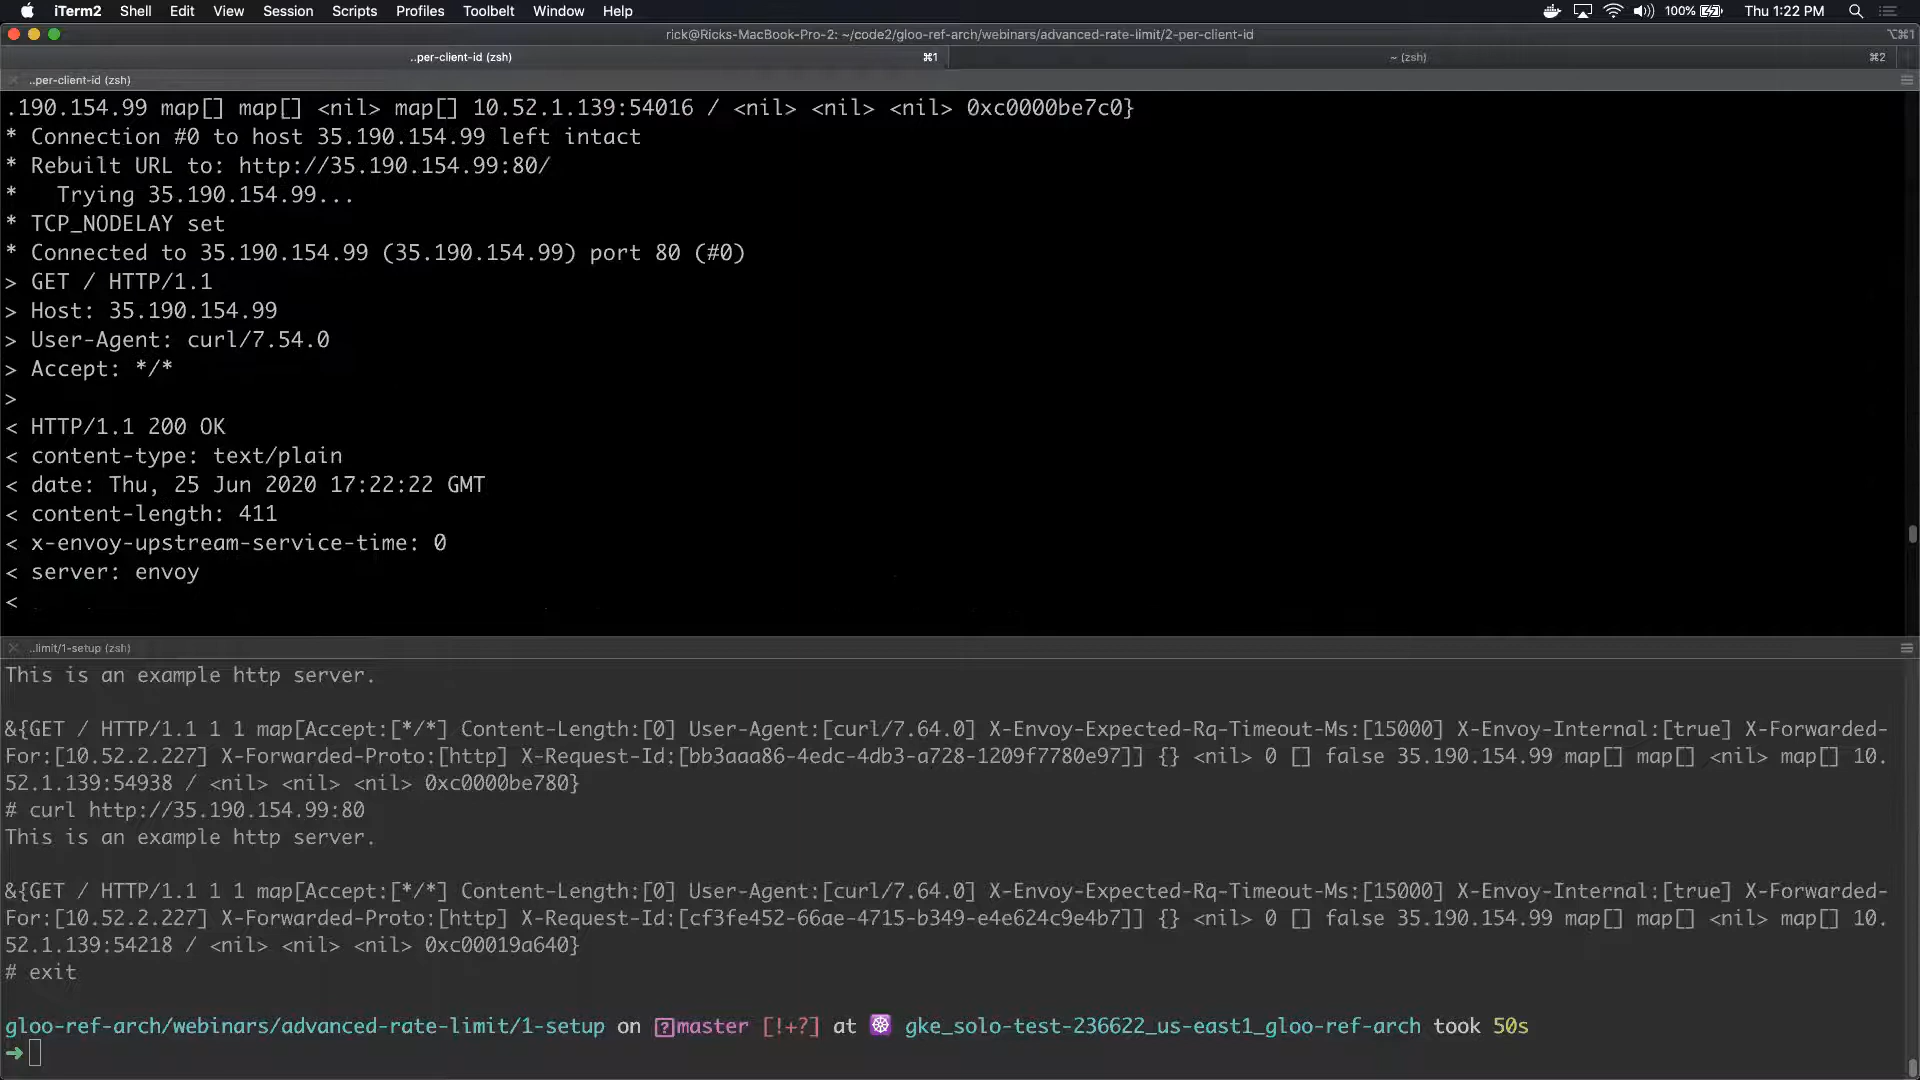 iTerm2 Shell Edit View Session Scripts Profiles Toolbelt Window Help 100% Thu 1:22 PM
rick@Ricks-MacBook-Pro-2: ~/code2/gloo-ref-arch/webinars/advanced-rate-limit/2-per-client-id ⌥⌘1
..per-client-id (zsh) ⌘1 ~ (zsh) ⌘2
..per-client-id (zsh)
.190.154.99 map[] map[] <nil> map[] 10.52.1.139:54016 / <nil> <nil> <nil> 0xc0000be7c0}
* Connection #0 to host 35.190.154.99 left intact
* Rebuilt URL to: http://35.190.154.99:80/
*   Trying 35.190.154.99...
* TCP_NODELAY set
* Connected to 35.190.154.99 (35.190.154.99) port 80 (#0)
> GET / HTTP/1.1
> Host: 35.190.154.99
> User-Agent: curl/7.54.0
> Accept: */*
>
< HTTP/1.1 200 OK
< content-type: text/plain
< date: Thu, 25 Jun 2020 17:22:22 GMT
< content-length: 411
< x-envoy-upstream-service-time: 0
< server: envoy
<
..limit/1-setup (zsh)
This is an example http server.
&{GET / HTTP/1.1 1 1 map[Accept:[*/*] Content-Length:[0] User-Agent:[curl/7.64.0] X-Envoy-Expected-Rq-Timeout-Ms:[15000] X-Envoy-Internal:[true] X-Forwarded-
For:[10.52.2.227] X-Forwarded-Proto:[http] X-Request-Id:[bb3aaa86-4edc-4db3-a728-1209f7780e97]] {} <nil> 0 [] false 35.190.154.99 map[] map[] <nil> map[] 10.
52.1.139:54938 / <nil> <nil> <nil> 0xc0000be780}
# curl http://35.190.154.99:80
This is an example http server.
&{GET / HTTP/1.1 1 1 map[Accept:[*/*] Content-Length:[0] User-Agent:[curl/7.64.0] X-Envoy-Expected-Rq-Timeout-Ms:[15000] X-Envoy-Internal:[true] X-Forwarded-
For:[10.52.2.227] X-Forwarded-Proto:[http] X-Request-Id:[cf3fe452-66ae-4715-b349-e4e624c9e4b7]] {} <nil> 0 [] false 35.190.154.99 map[] map[] <nil> map[] 10.
52.1.139:54218 / <nil> <nil> <nil> 0xc00019a640}
# exit
gloo-ref-arch/webinars/advanced-rate-limit/1-setup on [?]master [!+?] at ☸ gke_solo-test-236622_us-east1_gloo-ref-arch took 50s
➜